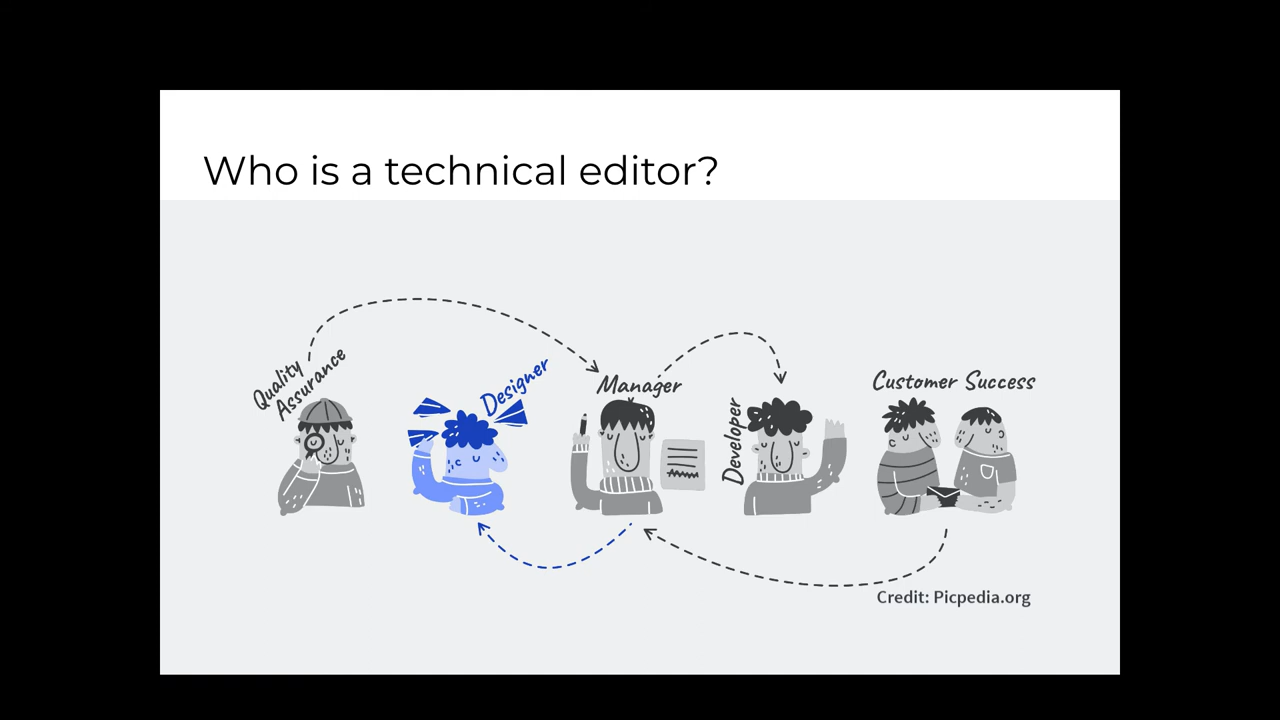 Who is a technical editor?
Quality
Assurance
Designer
Manager
Developer
Customer Success
Credit: Picpedia.org